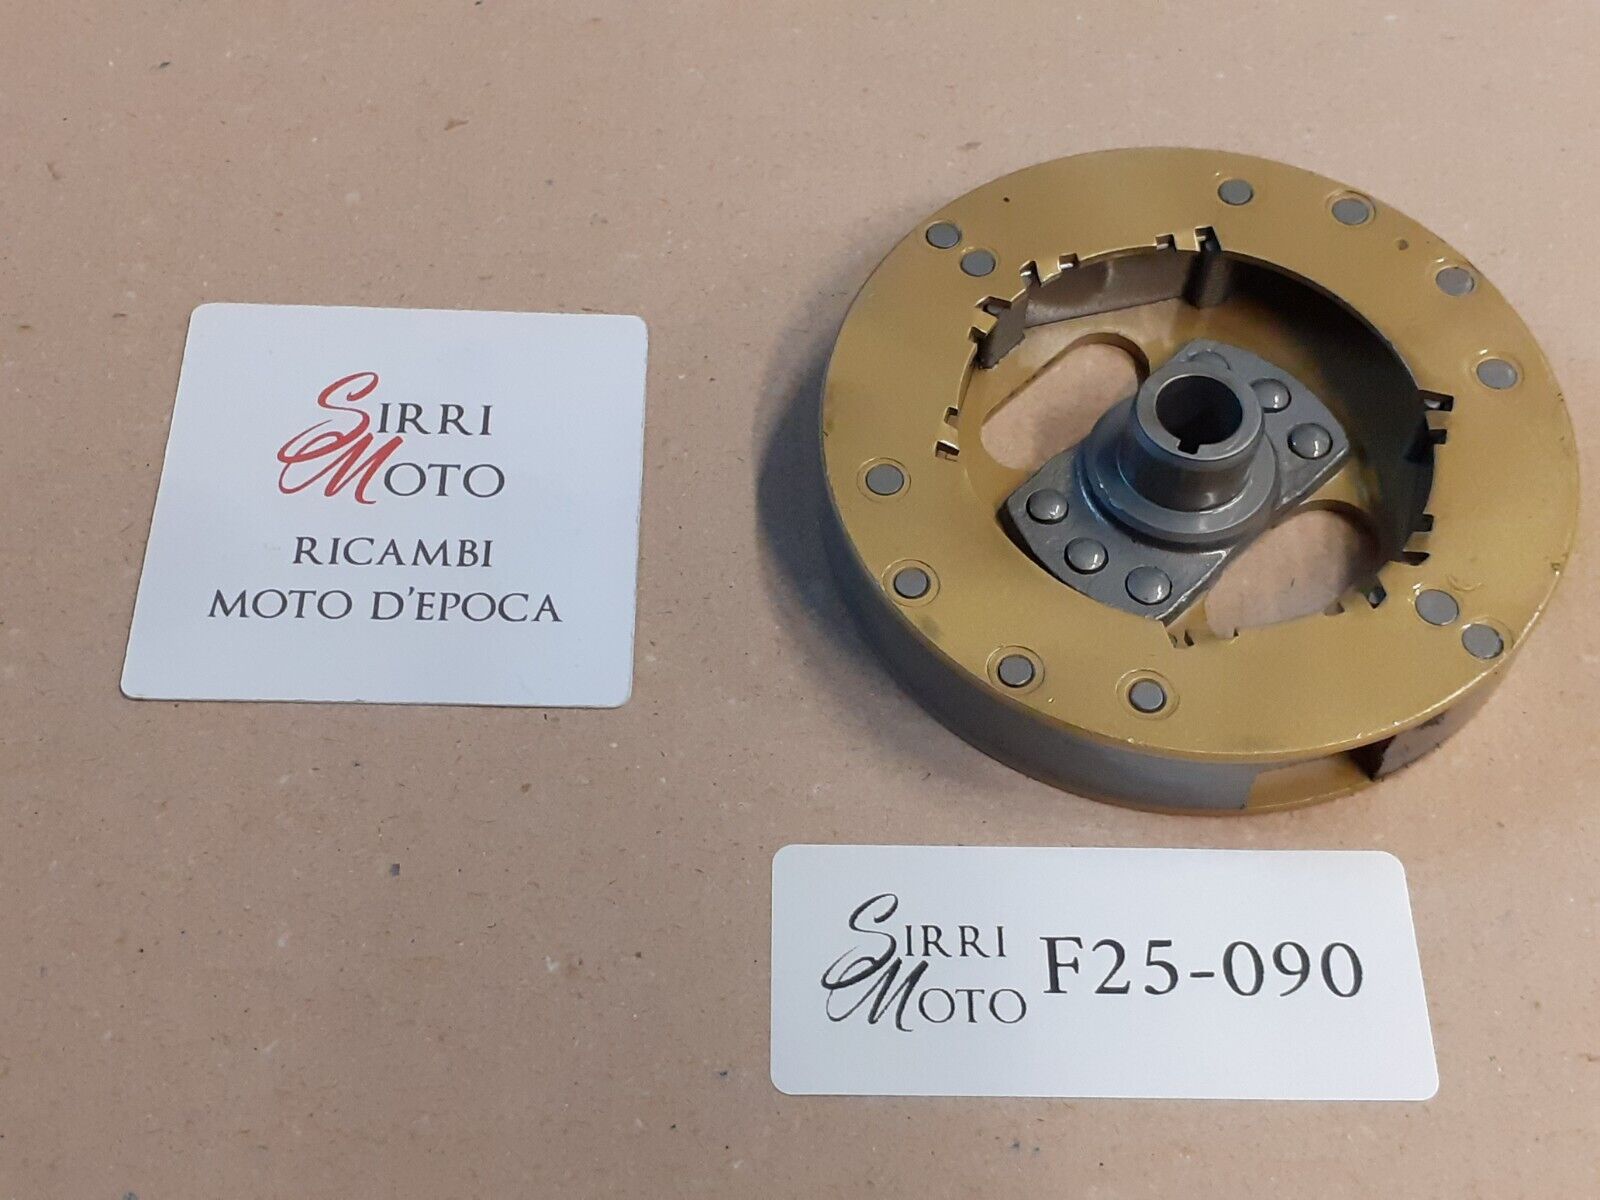 SIRRI
MOTO
RICAMBI
MOTO D'EPOCA
SIRRI
MOTO F25-090